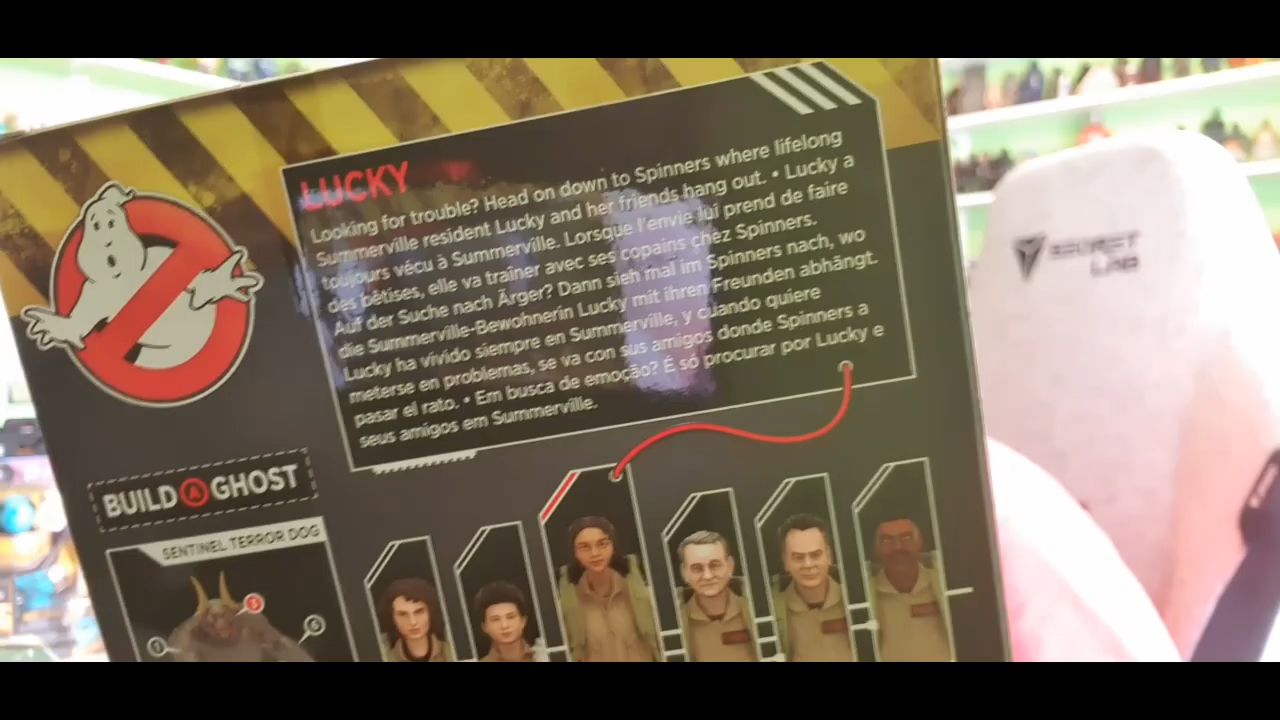 LUCKY
Looking for trouble? Head on down to Spinners where lifelong
Summerville resident Lucky and her friends hang out. • Lucky a
toujours vécu à Summerville. Lorsque l'envie lui prend de faire
des bêtises, elle va traîner avec ses copains chez Spinners.
Auf der Suche nach Ärger? Dann sieh mal im Spinners nach, wo
die Summerville-Bewohnerin Lucky mit ihren Freunden abhängt.
Lucky ha vivido siempre en Summerville, y cuando quiere
meterse en problemas, se va con sus amigos donde Spinners a
pasar el rato. • Em busca de emoção? É só procurar por Lucky e
seus amigos em Summerville.
BUILD A GHOST
SENTINEL TERROR DOG
1
5
6
SECRET
LAB